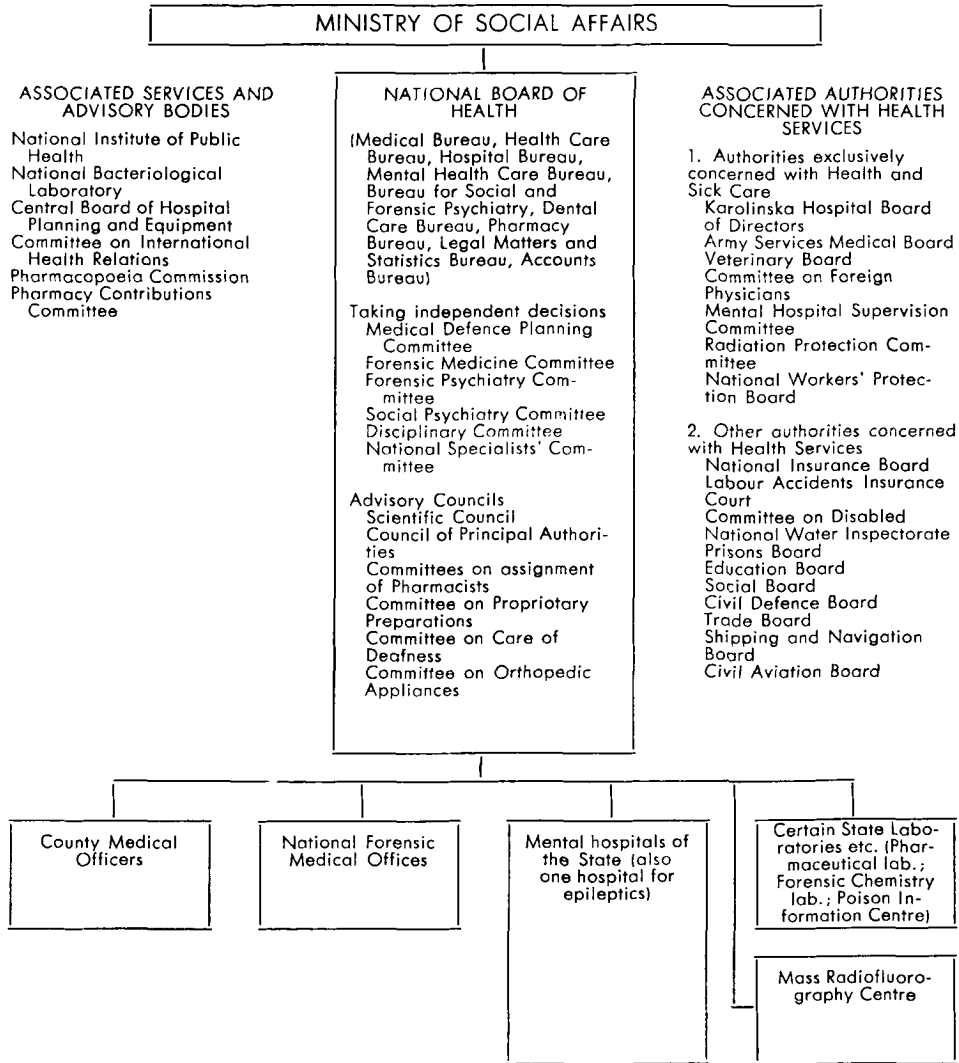 MINISTRY OF SOCIAL AFFAIRS
ASSOCIATED SERVICES AND
ADVISORY BODIES
National Institute of Public
Health
National Bacteriological
Laboratory
Central Board of Hospital
Planning and Equipment
Committee on International
Health Relations
Pharmacopoeia Commission
Pharmacy Contributions
Committee
NATIONAL BOARD OF
HEALTH
(Medical Bureau, Health Care
Bureau, Hospital Bureau,
Mental Health Care Bureau,
Bureau for Social and
Forensic Psychiatry, Dental
Care Bureau, Pharmacy
Bureau, Legal Matters and
Statistics Bureau, Accounts
Bureau)
Taking independent decisions
Medical Defence Planning
Committee
Forensic Medicine Committee
Forensic Psychiatry Com-
mittee
Social Psychiatry Committee
Disciplinary Committee
National Specialists' Com-
mittee
Advisory Councils
Scientific Council
Council of Principal Authori-
ties
Committees on assignment
of Pharmacists
Committee on Propriotary
Preparations
Committee on Care of
Deafness
Committee on Orthopedic
Appliances
ASSOCIATED AUTHORITIES
CONCERNED WITH HEALTH
SERVICES
1. Authorities exclusively
concerned with Health and
Sick Care
Karolinska Hospital Board
of Directors
Army Services Medical Board
Veterinary Board
Committee on Foreign
Physicians
Mental Hospital Supervision
Committee
Radiation Protection Com-
mittee
National Workers' Protec-
tion Board
2. Other authorities concerned
with Health Services
National Insurance Board
Labour Accidents Insurance
Court
Committee on Disabled
National Water Inspectorate
Prisons Board
Education Board
Social Board
Civil Defence Board
Trade Board
Shipping and Navigation
Board
Civil Aviation Board
County Medical
Officers
National Forensic
Medical Offices
Mental hospitals of
the State (also
one hospital for
epileptics)
Certain State Labo-
ratories etc. (Phar-
maceutical lab.;
Forensic Chemistry
lab.; Poison In-
formation Centre)
Mass Radiofluoro-
graphy Centre